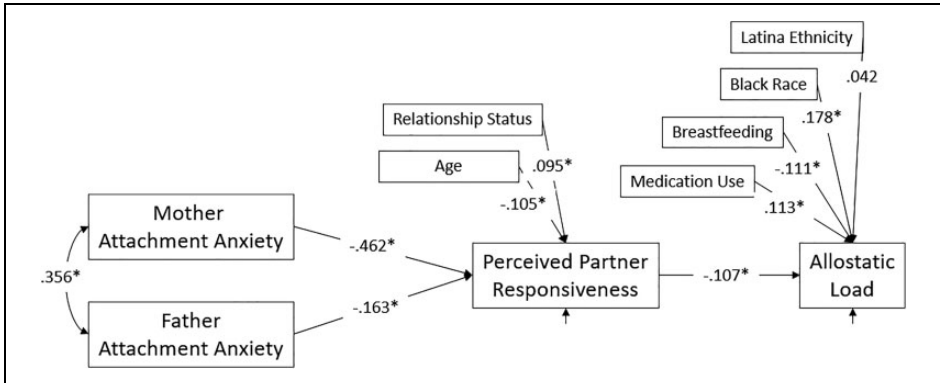 Latina Ethnicity
.042
Black Race
.178*
Relationship Status
Breastfeeding
.095*
-.111*
Age
Medication Use
-.105*
.113*
Mother
Attachment Anxiety
-.462*
.356*
Perceived Partner
Responsiveness
-.107*
Allostatic
Load
-.163*
Father
Attachment Anxiety